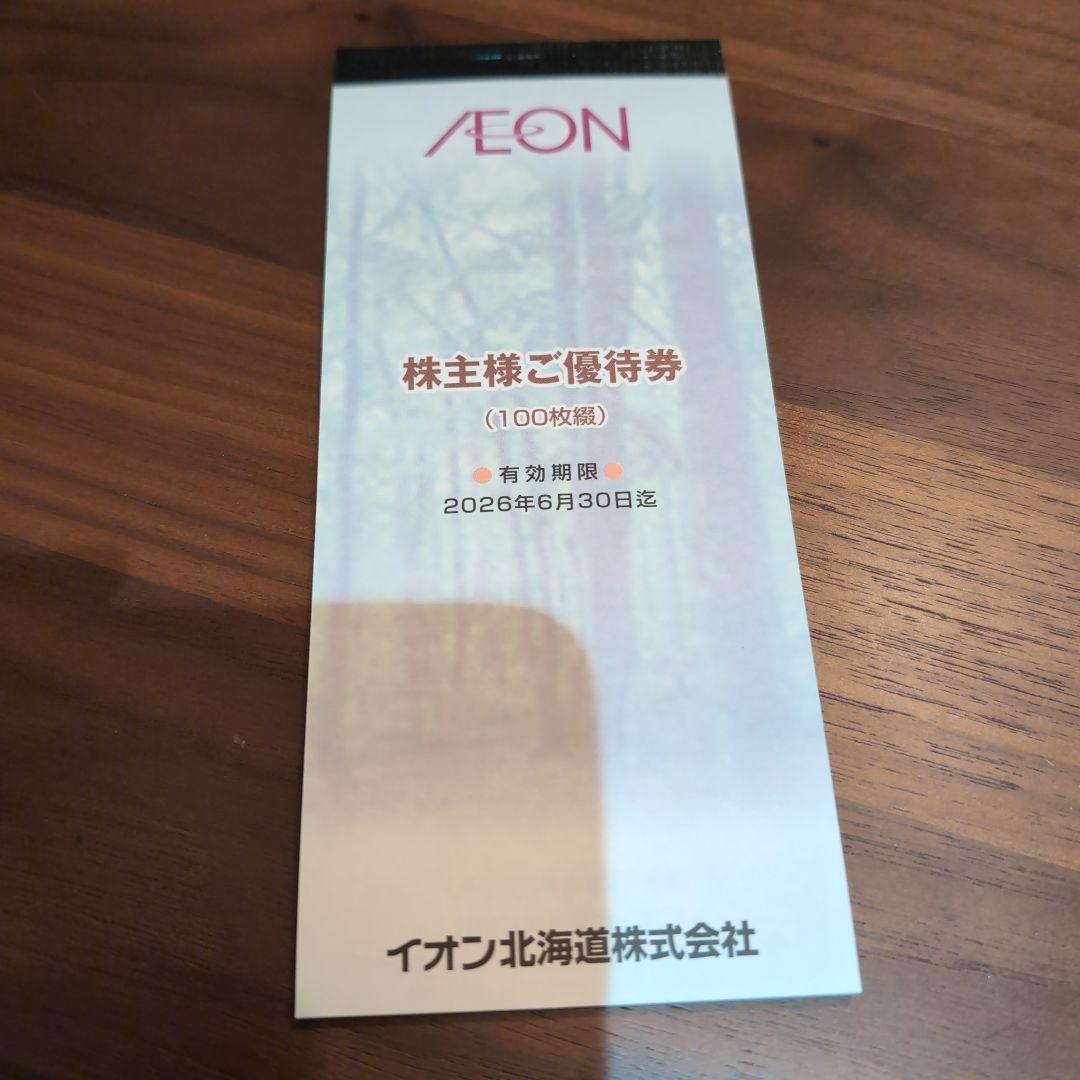 ÆON
株主様ご優待券
（100枚綴）
●有効期限●
2026年6月30日迄
イオン北海道株式会社